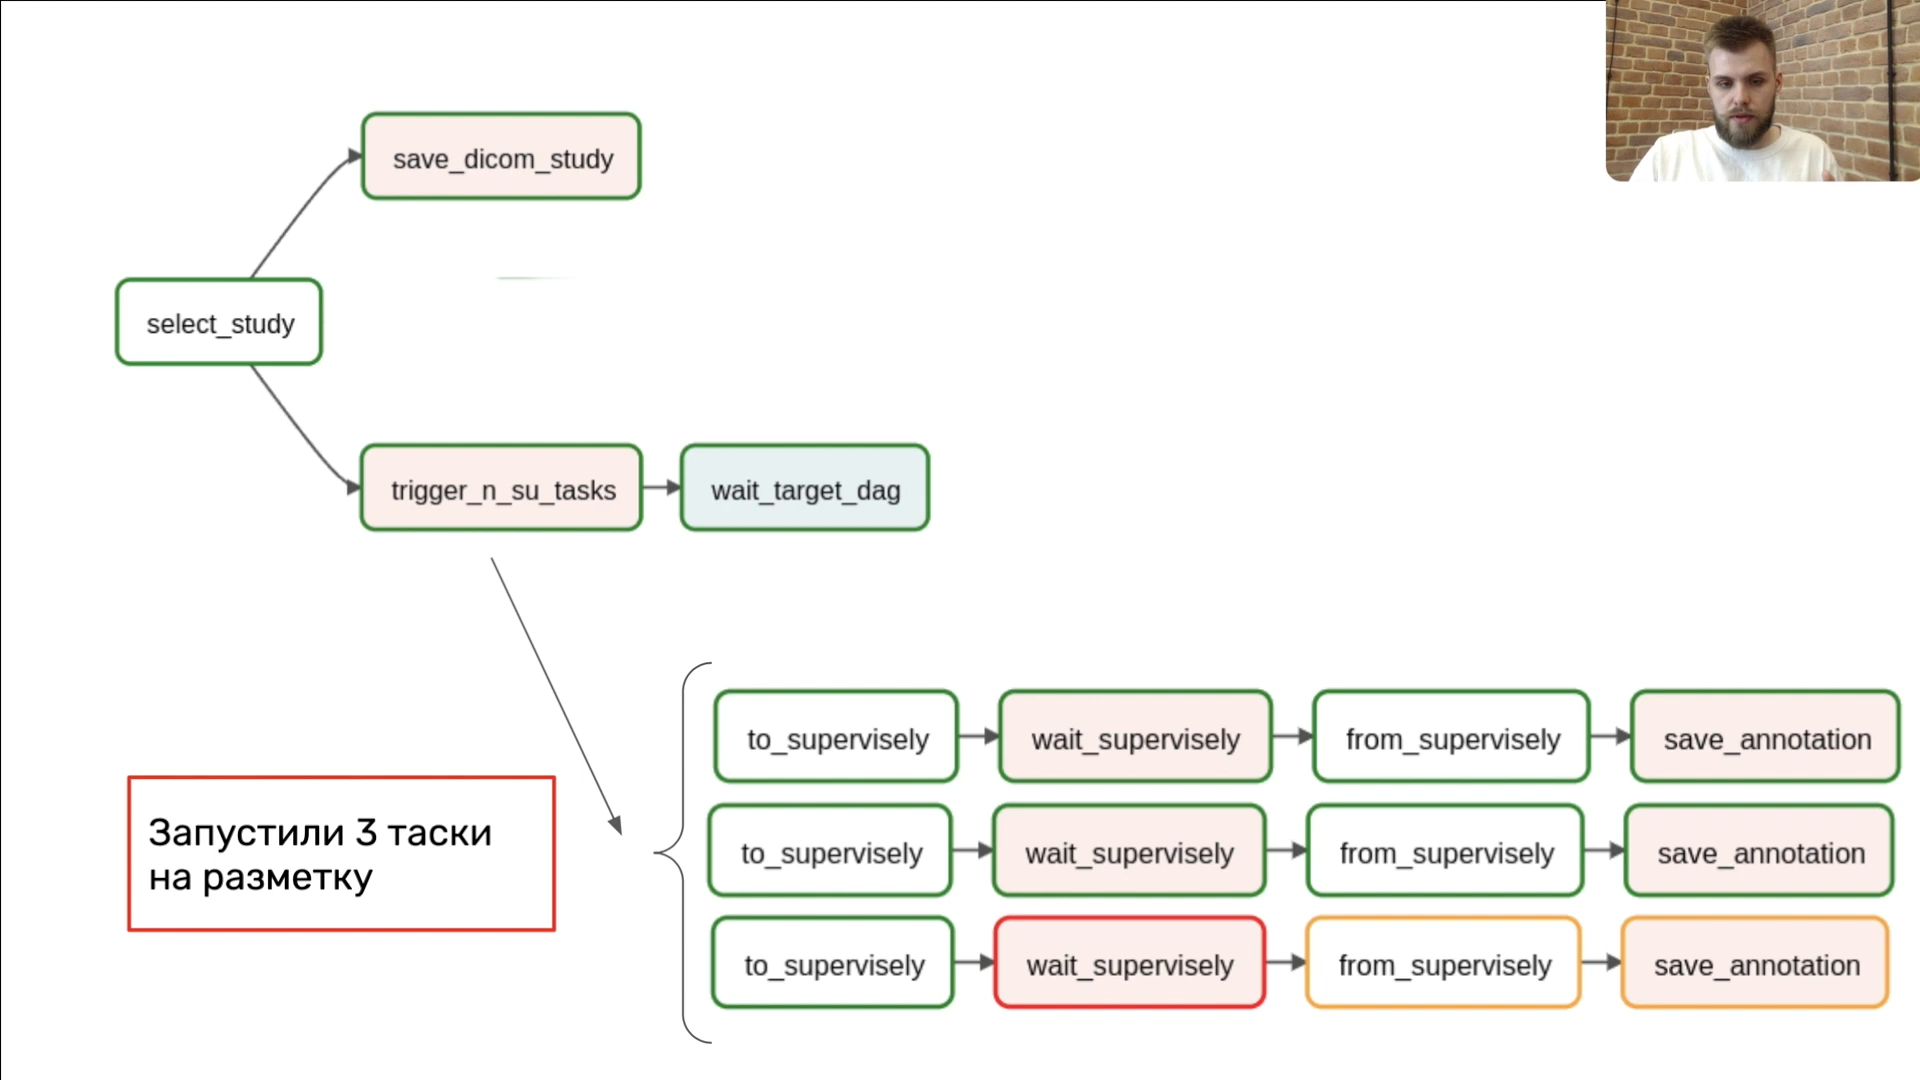 save_dicom_study
select_study
trigger_n_su_tasks
wait_target_dag
to_supervisely
wait_supervisely
from_supervisely
save_annotation
Запустили 3 таски
на разметку
to_supervisely
wait_supervisely
from_supervisely
save_annotation
to_supervisely
wait_supervisely
from_supervisely
save_annotation